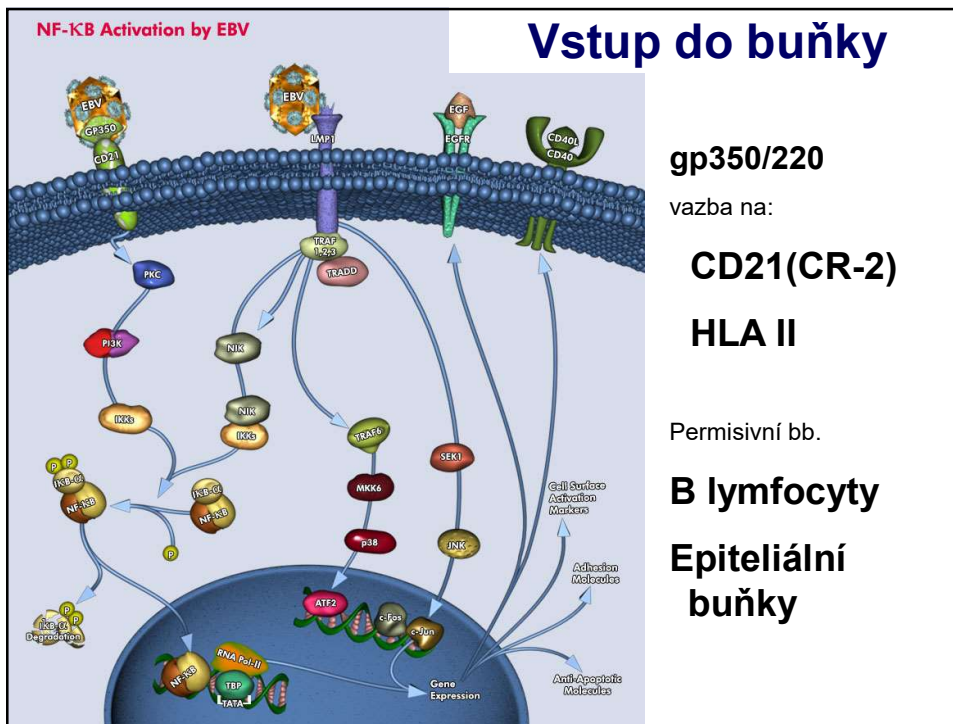 NF-KB Activation by EBV
Vstup do buňky
EBV
GP350
CD21
EBV
LMP1
EGF
EGFR
CD40L
CD40
TRAF
1,2,3
TRADD
PKC
PI3K
NIK
NIK
IKKs
IKKs
TRAF6
SEK1
MKK6
p38
JNK
P
P
IKB-α
NF-KB
IKB-α
NF-KB
P
P
P
IKB-α
Degradation
ATF2
c-Fos
c-Jun
NF-KB
RNA Pol-II
TBP
TATA
Gene
Expression
Cell Surface
Activation
Markers
Adhesion
Molecules
Anti-Apoptotic
Molecules
gp350/220
vazba na:
CD21(CR-2)
HLA II
Permisivní bb.
B lymfocyty
Epiteliální
buňky